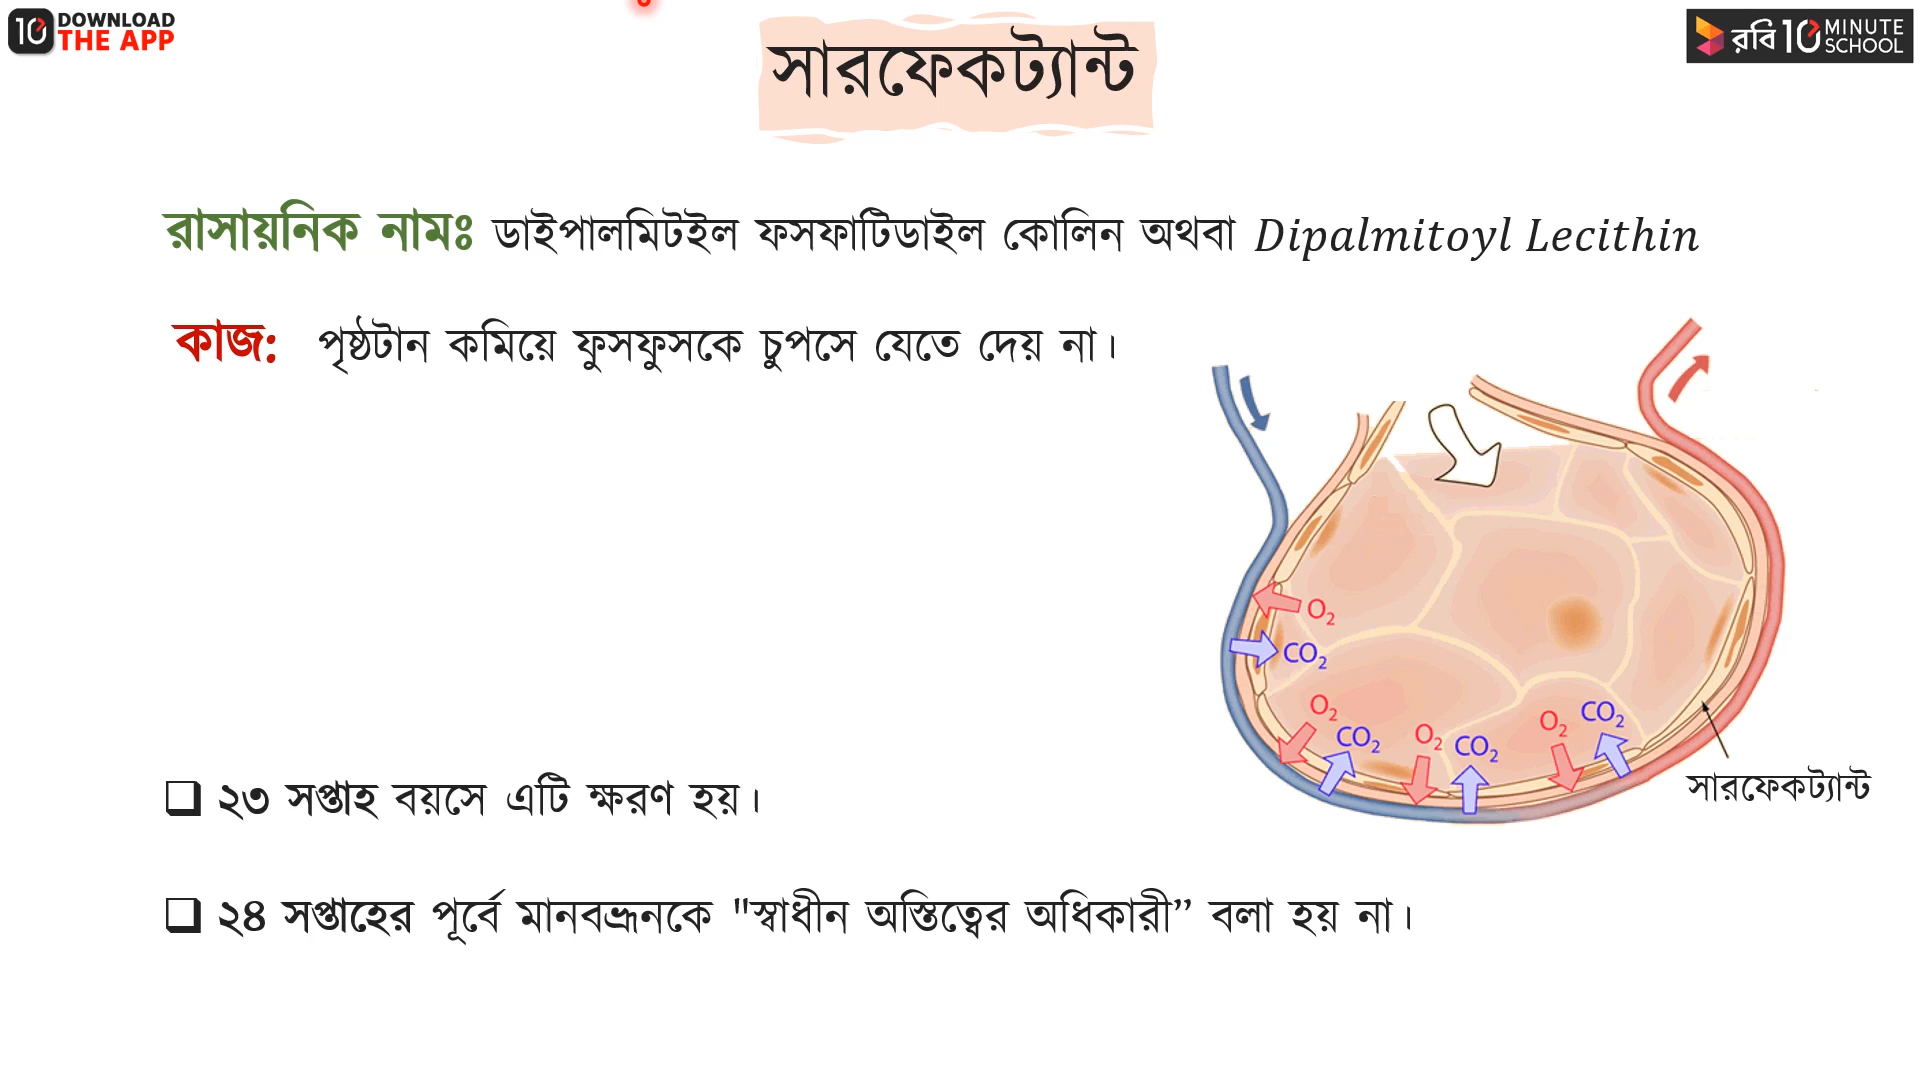 10 DOWNLOAD
THE APP
সারফেকট্যান্ট
রবি 10 MINUTE
SCHOOL
রাসায়নিক নামঃ ডাইপালমিটইল ফসফাটিডাইল কোলিন অথবা Dipalmitoyl Lecithin
কাজ: পৃষ্ঠটান কমিয়ে ফুসফুসকে চুপসে যেতে দেয় না।
O₂
CO₂
O₂
CO₂
O₂
CO₂
O₂
CO₂
সারফেকট্যান্ট
❑ ২৩ সপ্তাহ বয়সে এটি ক্ষরণ হয়।
❑ ২৪ সপ্তাহের পূর্বে মানবভ্রূনকে "স্বাধীন অস্তিত্বের অধিকারী” বলা হয় না।